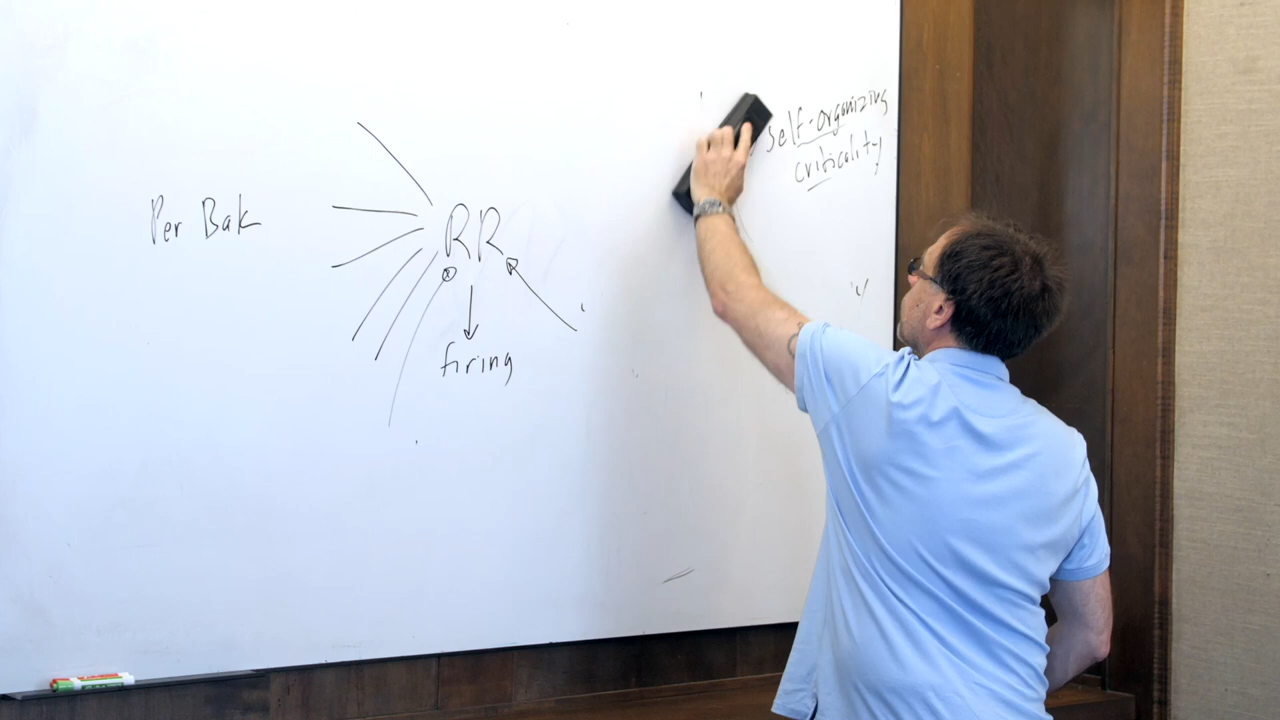 Per Bak
RR
firing
self-organizing
criticality